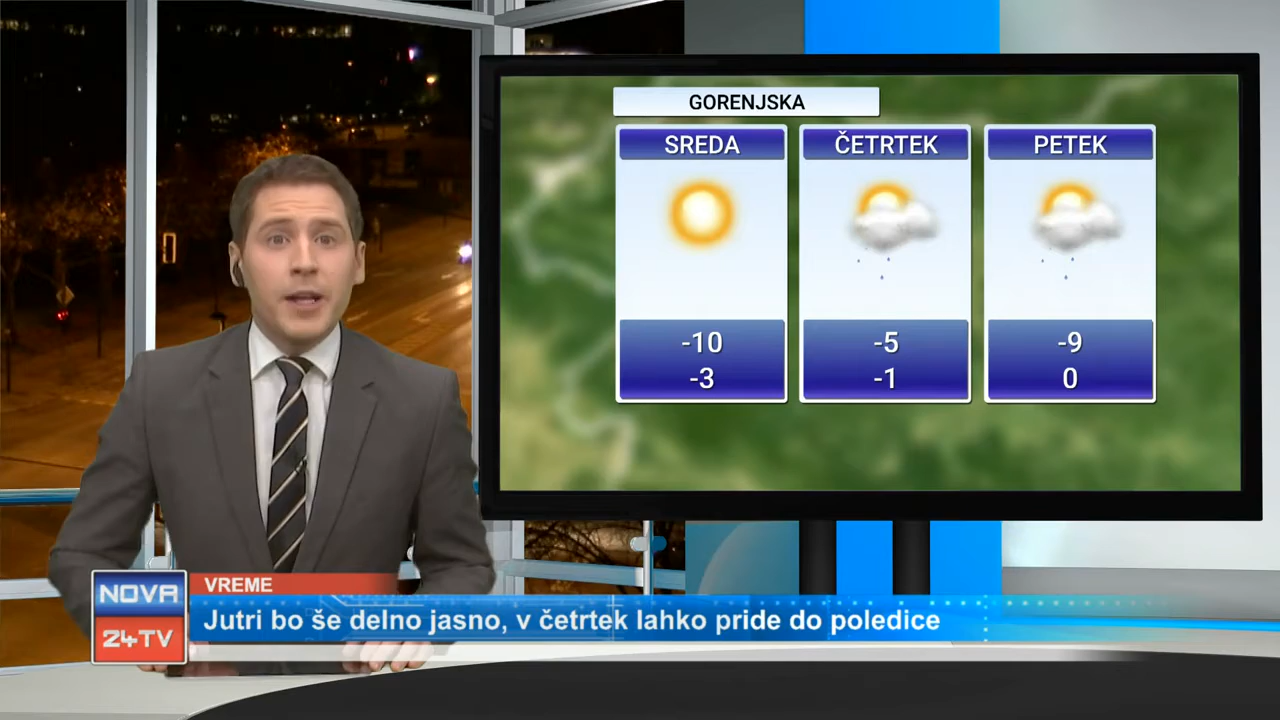 GORENJSKA
SREDA
ČETRTEK
PETEK
-10
-5
-9
-3
-1
0
VREME
NOVA
24TV
Jutri bo še delno jasno, v četrtek lahko pride do poledice